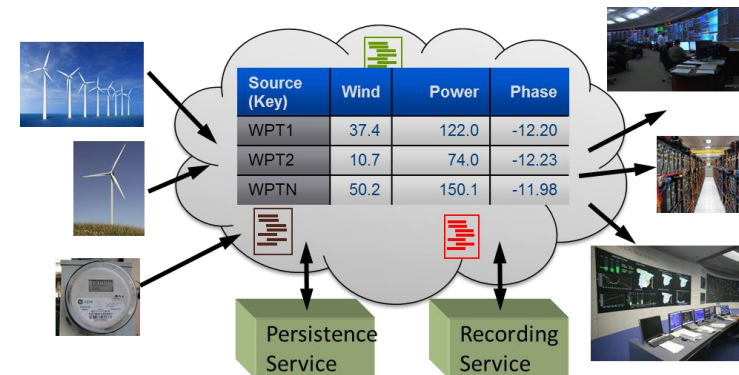 Source (Key) Wind Power Phase
WPT1 37.4 122.0 -12.20
WPT2 10.7 74.0 -12.23
WPTN 50.2 150.1 -11.98
Persistence Service
Recording Service